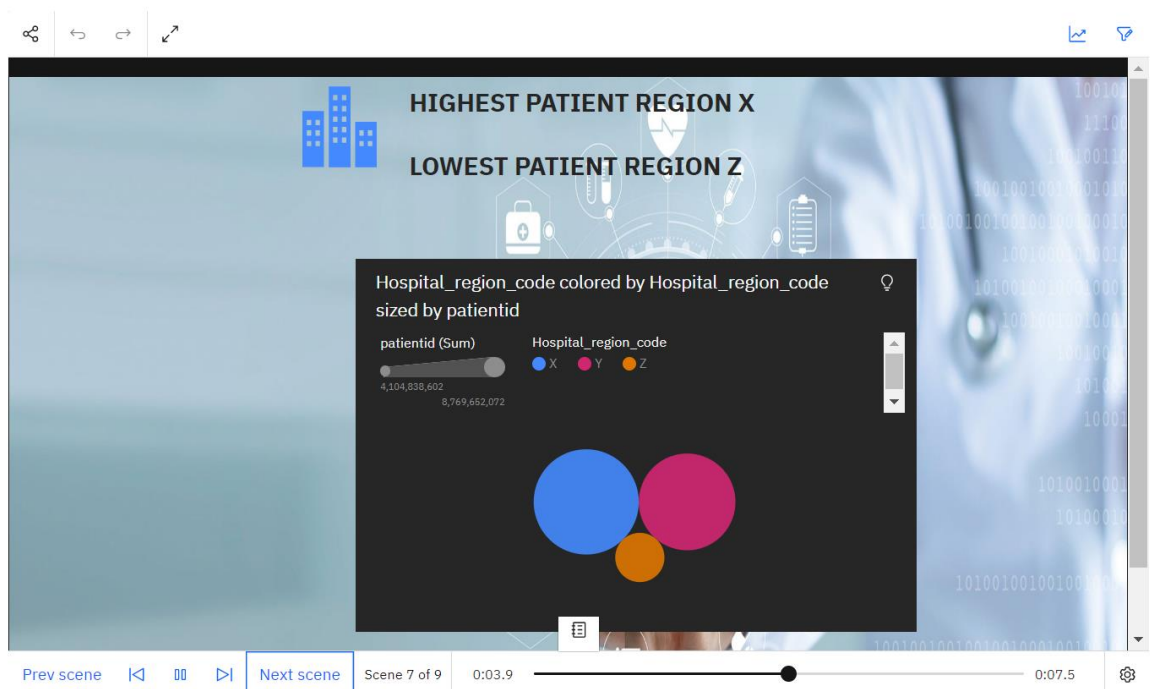 HIGHEST PATIENT REGION X
LOWEST PATIENT REGION Z
Hospital_region_code colored by Hospital_region_code
sized by patientid
patientid (Sum)
4,104,838,602
8,769,652,072
Hospital_region_code
X Y Z
Prev scene Next scene Scene 7 of 9 0:03.9 0:07.5